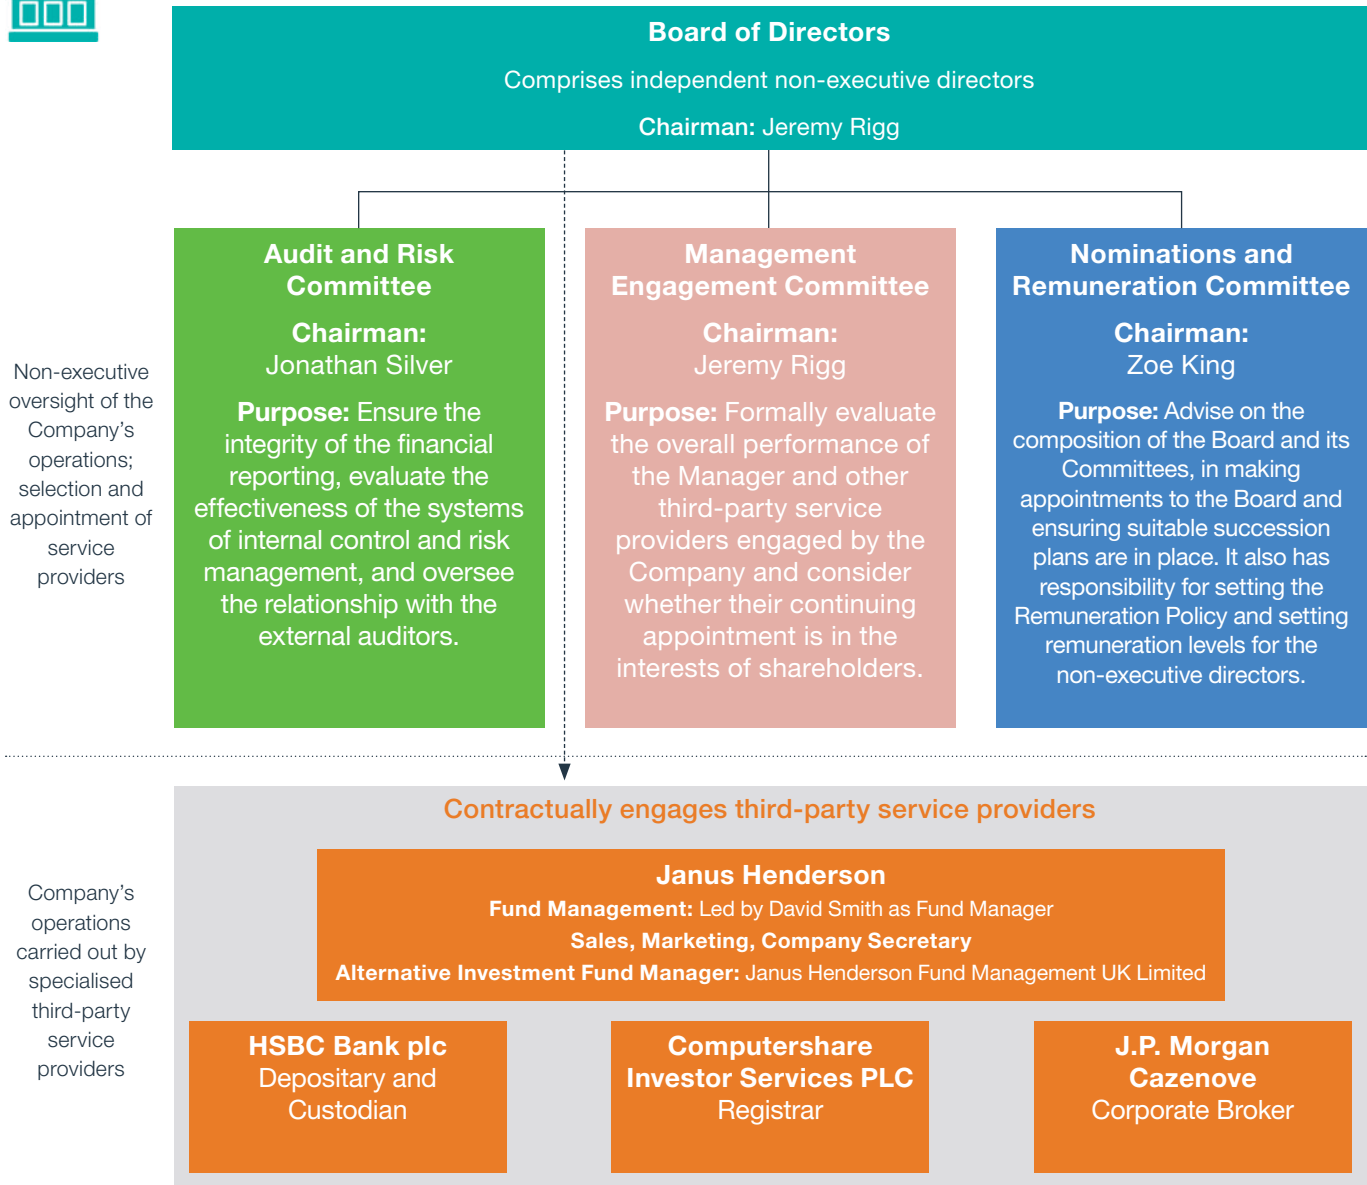 Board of Directors
Comprises independent non-executive directors
Chairman: Jeremy Rigg
Non-executive
oversight of the
Company’s
operations;
selection and
appointment of
service
providers
Audit and Risk
Committee
Chairman:
Jonathan Silver
Purpose: Ensure the
integrity of the financial
reporting, evaluate the
effectiveness of the systems
of internal control and risk
management, and oversee
the relationship with the
external auditors.
Management
Engagement Committee
Chairman:
Jeremy Rigg
Purpose: Formally evaluate
the overall performance of
the Manager and other
third-party service
providers engaged by the
Company and consider
whether their continuing
appointment is in the
interests of shareholders.
Nominations and
Remuneration Committee
Chairman:
Zoe King
Purpose: Advise on the
composition of the Board and its
Committees, in making
appointments to the Board and
ensuring suitable succession
plans are in place. It also has
responsibility for setting the
Remuneration Policy and setting
remuneration levels for the
non-executive directors.
Company’s
operations
carried out by
specialised
third-party
service
providers
Contractually engages third-party service providers
Janus Henderson
Fund Management: Led by David Smith as Fund Manager
Sales, Marketing, Company Secretary
Alternative Investment Fund Manager: Janus Henderson Fund Management UK Limited
HSBC Bank plc
Depositary and
Custodian
Computershare
Investor Services PLC
Registrar
J.P. Morgan
Cazenove
Corporate Broker